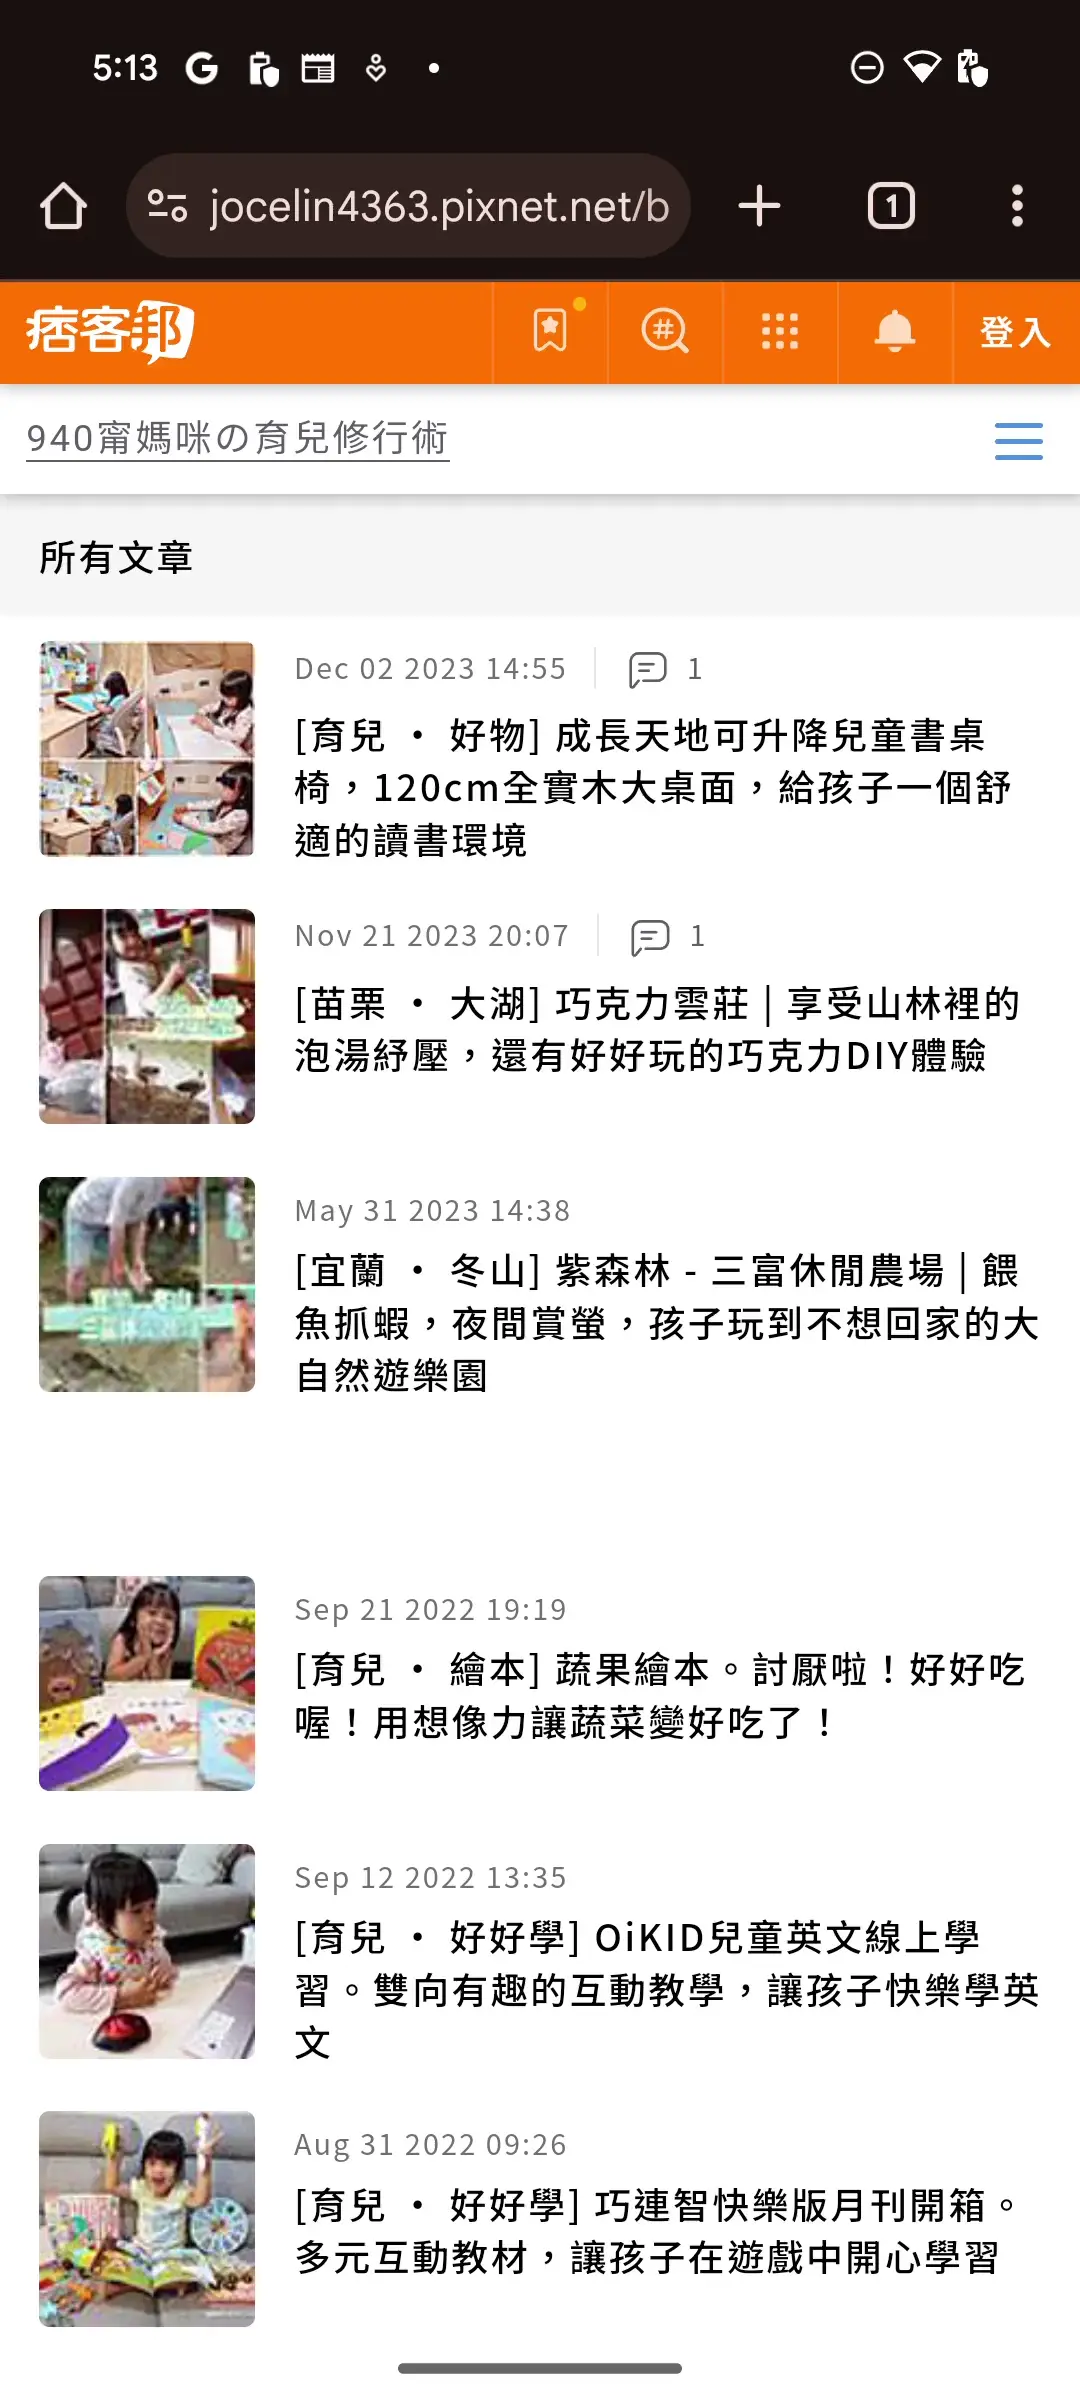 5:13
jocelin4363.pixnet.net/b
1
痞客邦
登入
940甯媽咪の育兒修行術
所有文章
Dec 02 2023 14:55 1
[育兒 • 好物] 成長天地可升降兒童書桌
椅，120cm全實木大桌面，給孩子一個舒
適的讀書環境
Nov 21 2023 20:07 1
[苗栗 • 大湖] 巧克力雲莊 | 享受山林裡的
泡湯紓壓，還有好好玩的巧克力DIY體驗
May 31 2023 14:38
[宜蘭 • 冬山] 紫森林 - 三富休閒農場 | 餵
魚抓蝦，夜間賞螢，孩子玩到不想回家的大
自然遊樂園
Sep 21 2022 19:19
[育兒 • 繪本] 蔬果繪本。討厭啦！好好吃
喔！用想像力讓蔬菜變好吃了！
Sep 12 2022 13:35
[育兒 • 好好學] OiKID兒童英文線上學
習。雙向有趣的互動教學，讓孩子快樂學英
文
Aug 31 2022 09:26
[育兒 • 好好學] 巧連智快樂版月刊開箱。
多元互動教材，讓孩子在遊戲中開心學習